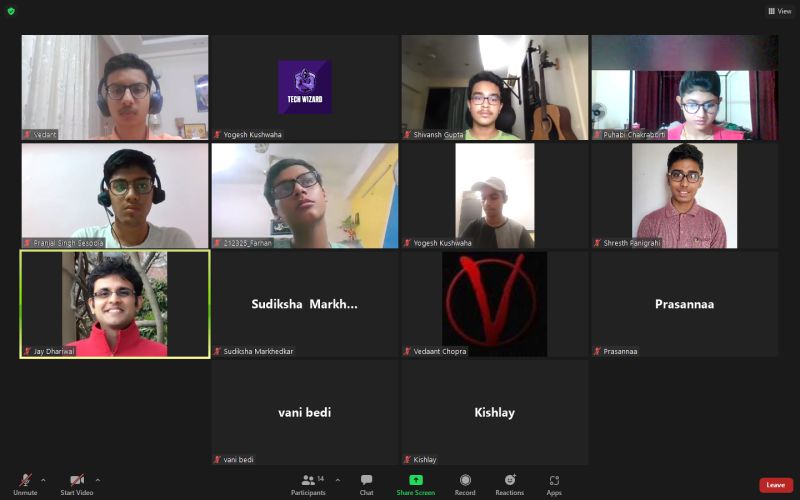 View
Vedant
TECH WIZARD
Yogesh Kushwaha
Shivansh Gupta
Puhabi Chakraborti
Pranjal Singh Sesodia
212325_Farhan
Yogesh Kushwaha
Shresth Panigrahi
Jay Dhariwal
Sudiksha Markh...
Sudiksha Markhedkar
V
Vedaant Chopra
Prasannaa
Prasannaa
vani bedi
vani bedi
Kishlay
Kishlay
Unmute
Start Video
14
Participants
Chat
Share Screen
Record
Reactions
Apps
Leave